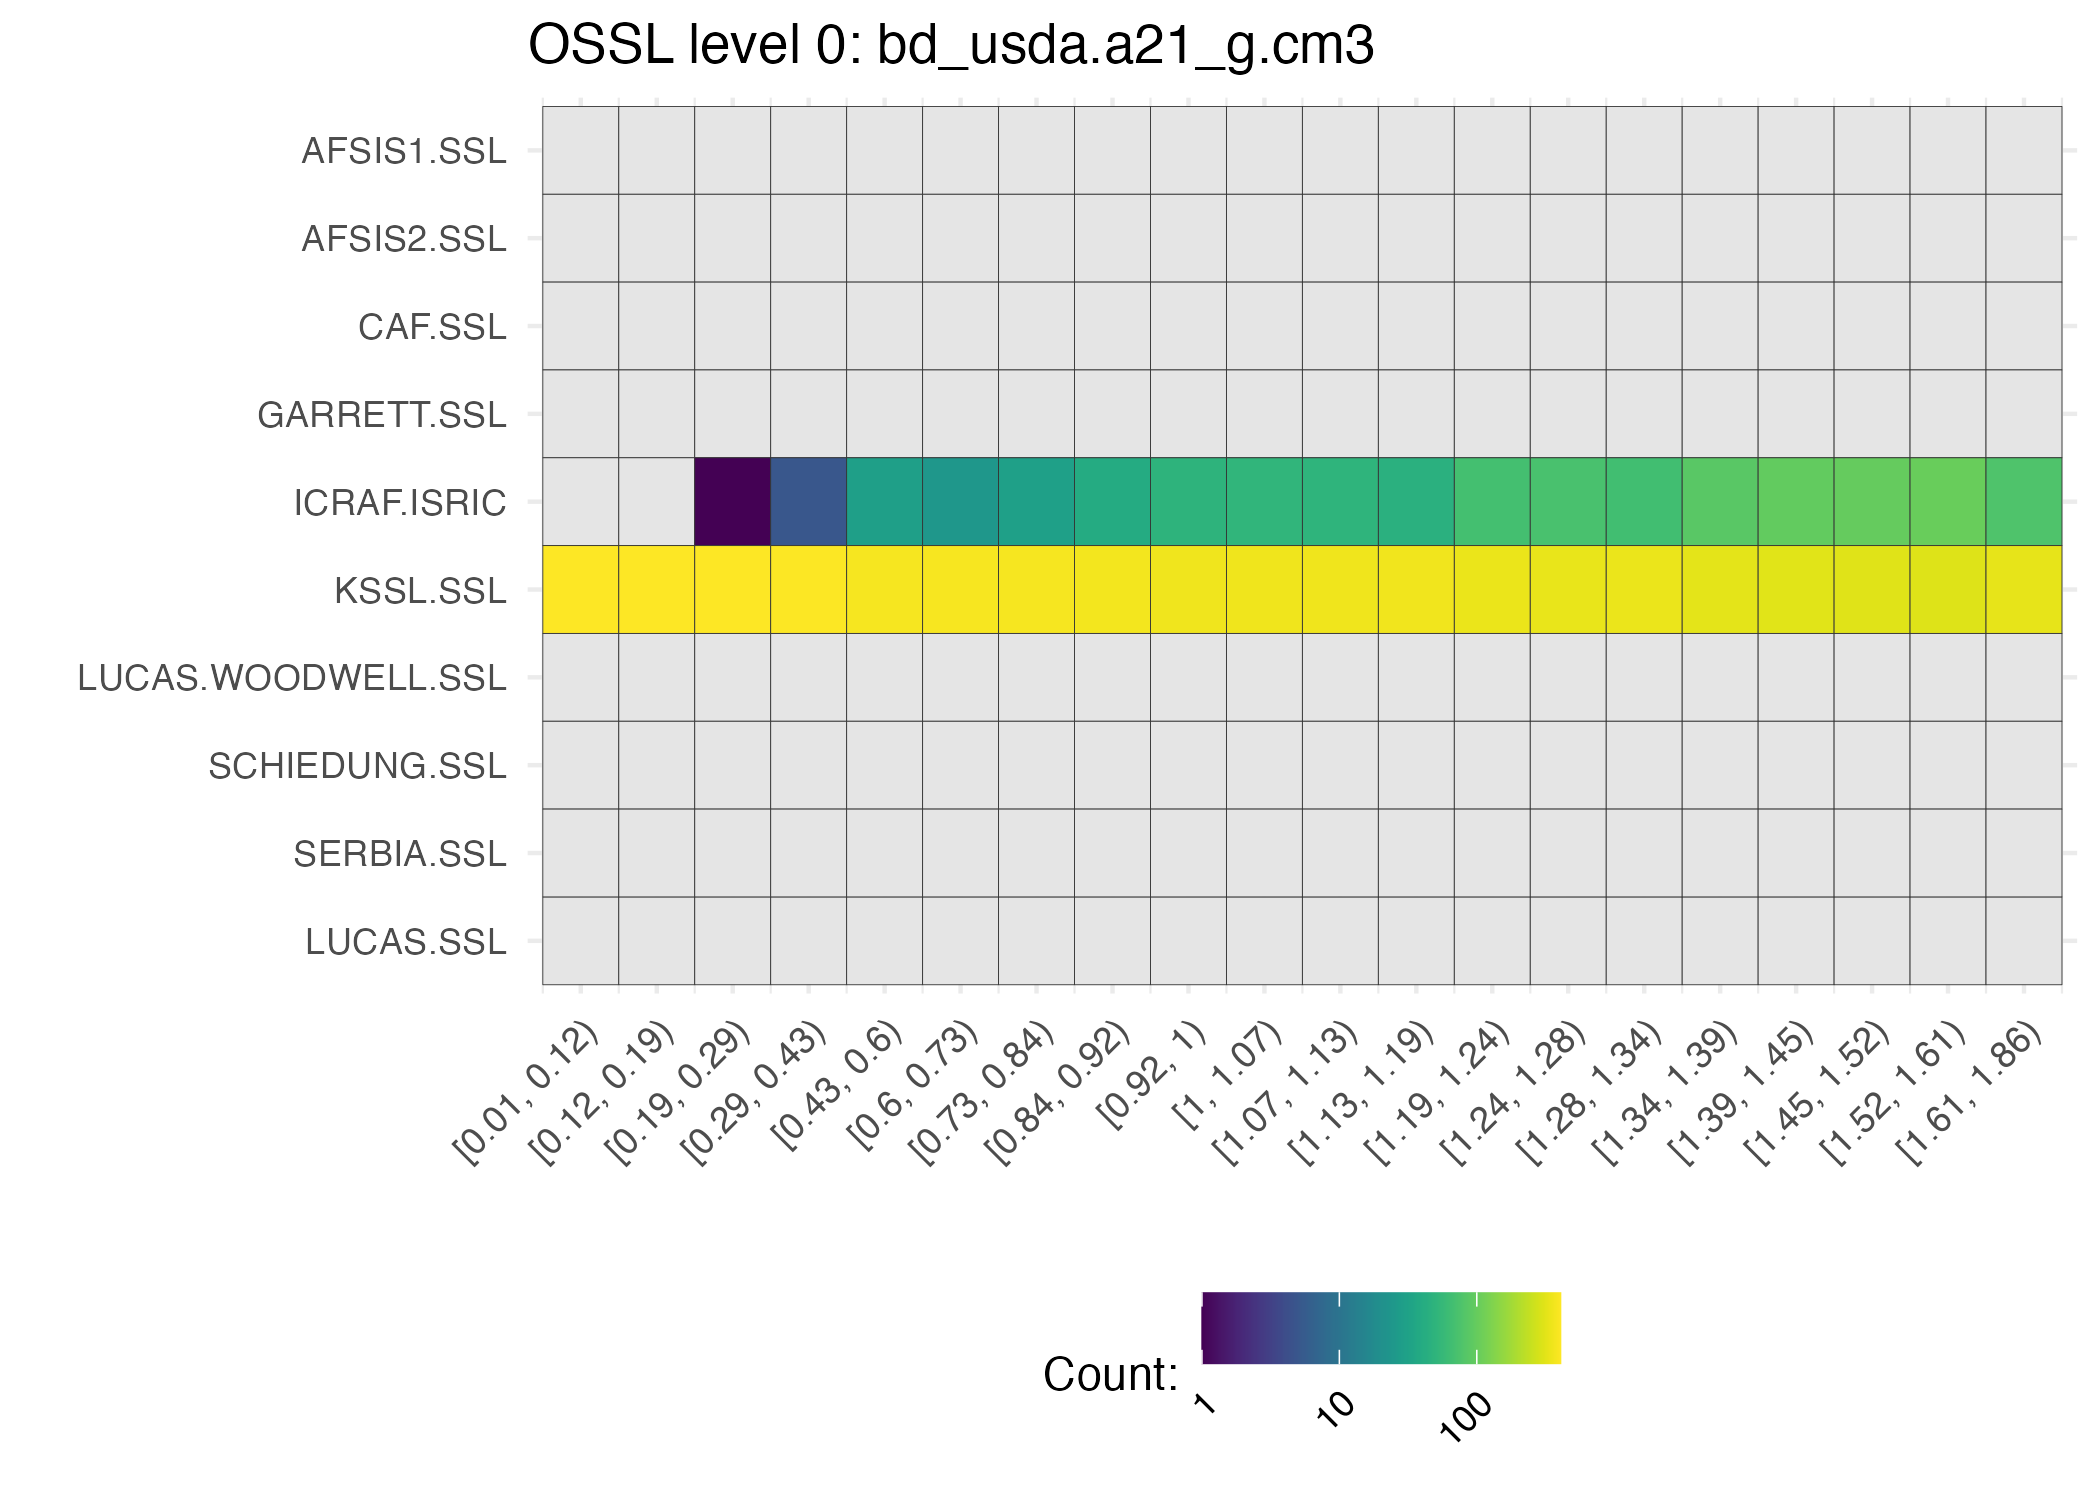 OSSL level 0: bd_usda.a21_g.cm3
AFSIS1.SSL
AFSIS2.SSL
CAF.SSL
GARRETT.SSL
ICRAF.ISRIC
KSSL.SSL
LUCAS.WOODWELL.SSL
SCHIEDUNG.SSL
SERBIA.SSL
LUCAS.SSL
[0.01, 0.12)
[0.12, 0.19)
[0.19, 0.29)
[0.29, 0.43)
[0.43, 0.6)
[0.6, 0.73)
[0.73, 0.84)
[0.84, 0.92)
[0.92, 1)
[1, 1.07)
[1.07, 1.13)
[1.13, 1.19)
[1.19, 1.24)
[1.24, 1.28)
[1.28, 1.34)
[1.34, 1.39)
[1.39, 1.45)
[1.45, 1.52)
[1.52, 1.61)
[1.61, 1.86)
Count:
1
10
100